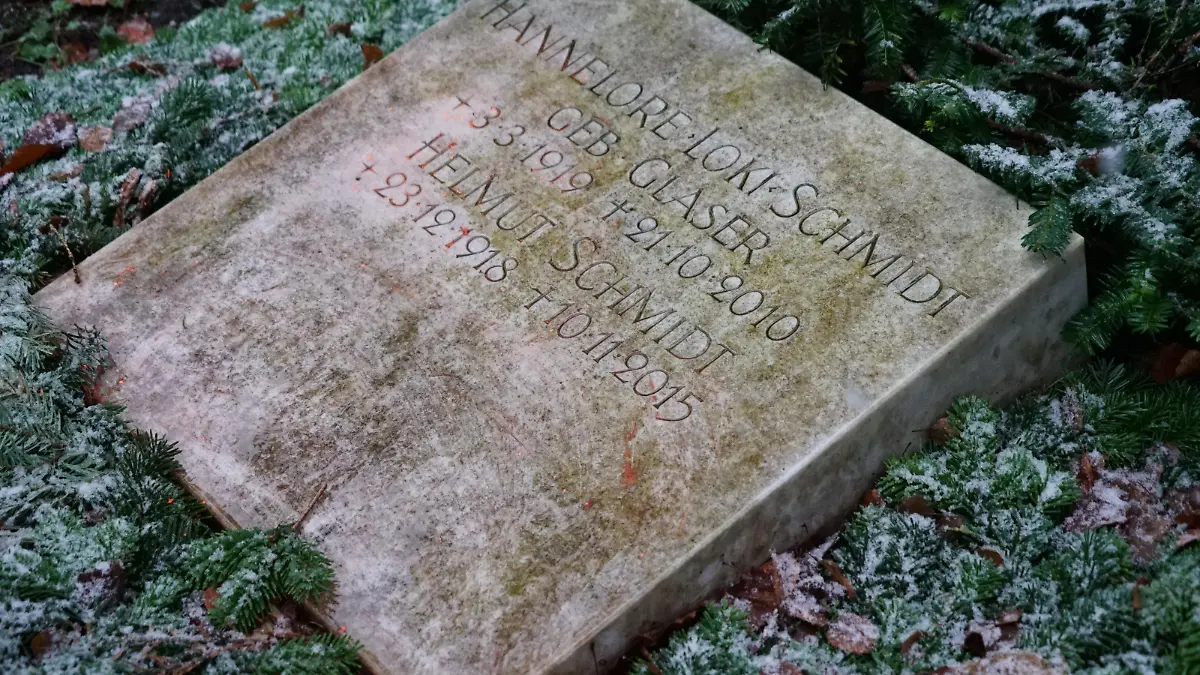 HANNELORE·LOKI·SCHMIDT
GEB GLASER
+3·3·1919 †21·10·2010
HELMUT SCHMIDT
+23·12·1918 †10·11·2015